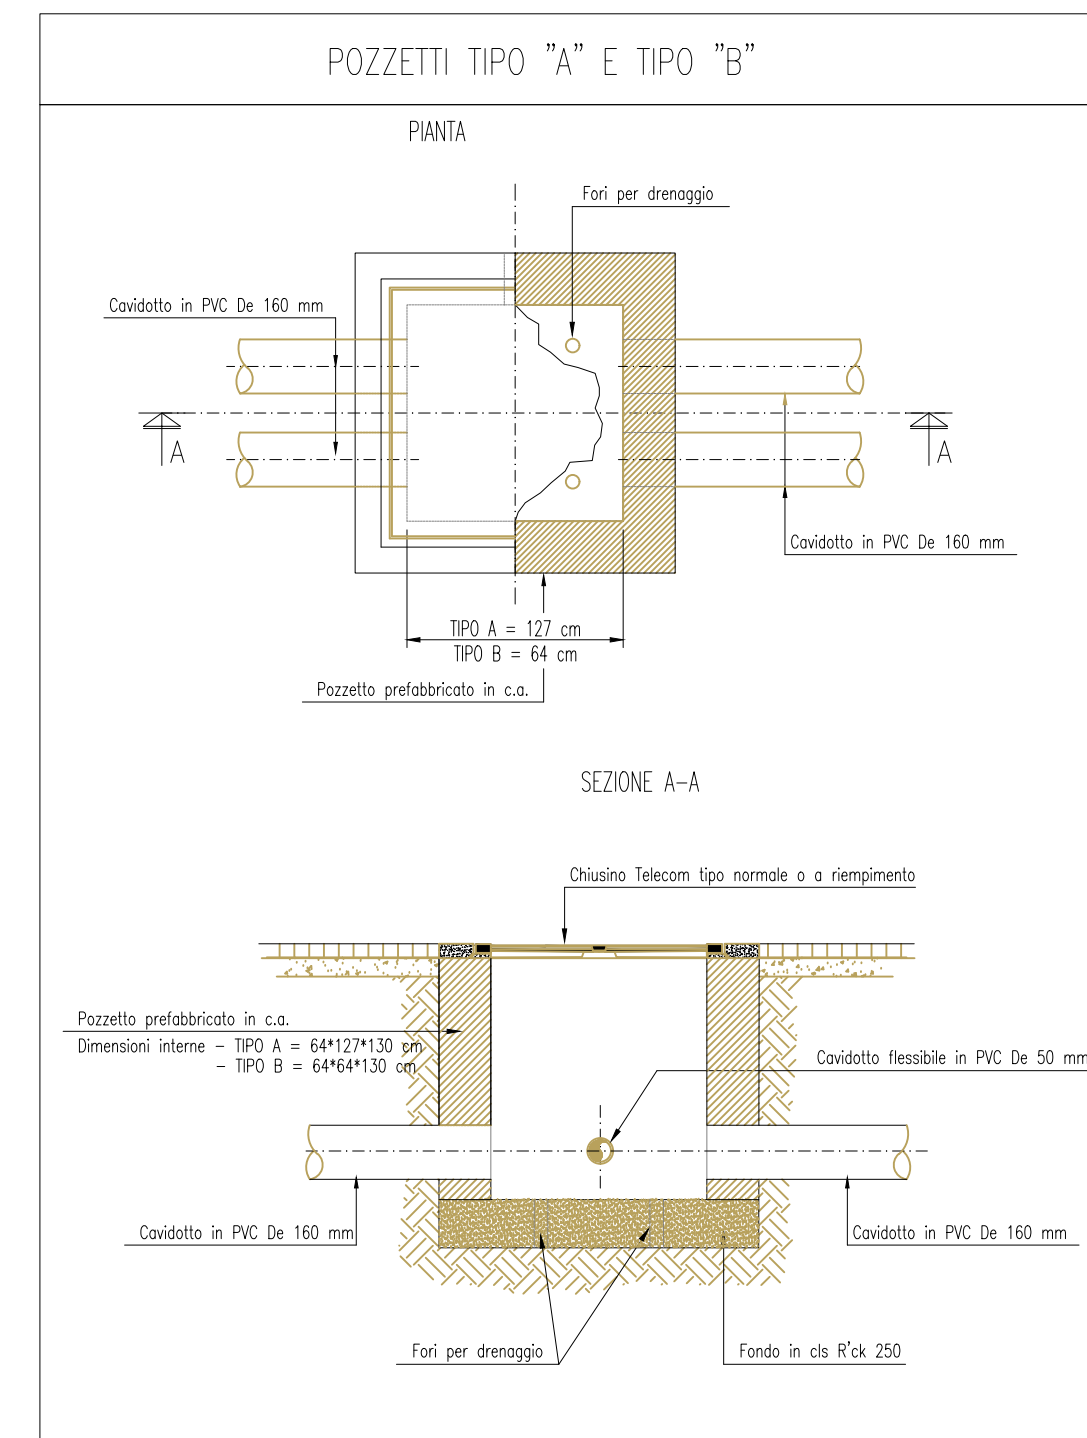 POZZETTI TIPO "A" E TIPO "B"
PIANTA
Fori per drenaggio
Cavidotto in PVC De 160 mm
A
A
Cavidotto in PVC De 160 mm
TIPO A = 127 cm
TIPO B = 64 cm
Pozzetto prefabbricato in c.a.
SEZIONE A-A
Chiusino Telecom tipo normale o a riempimento
Pozzetto prefabbricato in c.a.
Dimensioni interne - TIPO A = 64*127*130 cm
- TIPO B = 64*64*130 cm
Cavidotto flessibile in PVC De 50 mm
Cavidotto in PVC De 160 mm
Cavidotto in PVC De 160 mm
Fori per drenaggio
Fondo in cls R'ck 250